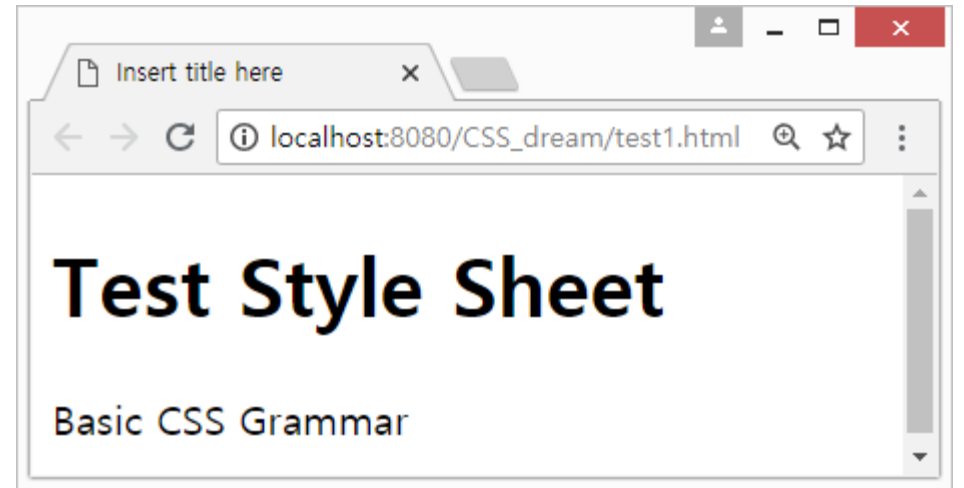 Insert title here
localhost:8080/CSS_dream/test1.html
Test Style Sheet
Basic CSS Grammar